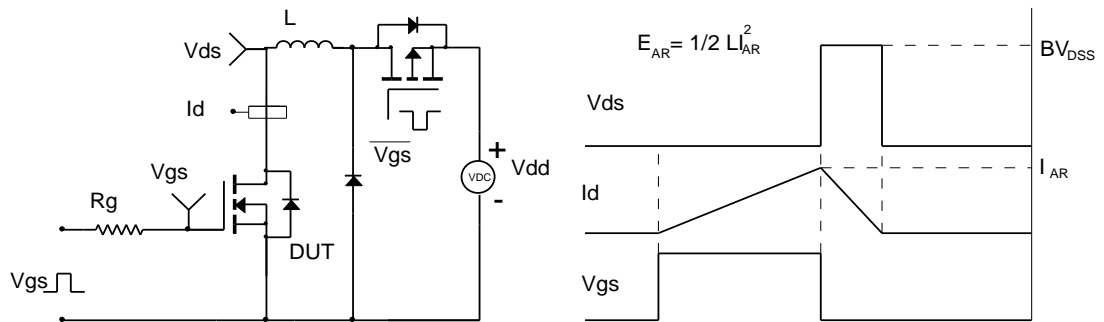 L
Vds
Id
Vgs
Vgs
+
VDC
Vdd
-
Vgs
Rg
DUT
Vgs
E_AR= 1/2 LI_AR^2
BV_DSS
Vds
I_AR
Id
Vgs